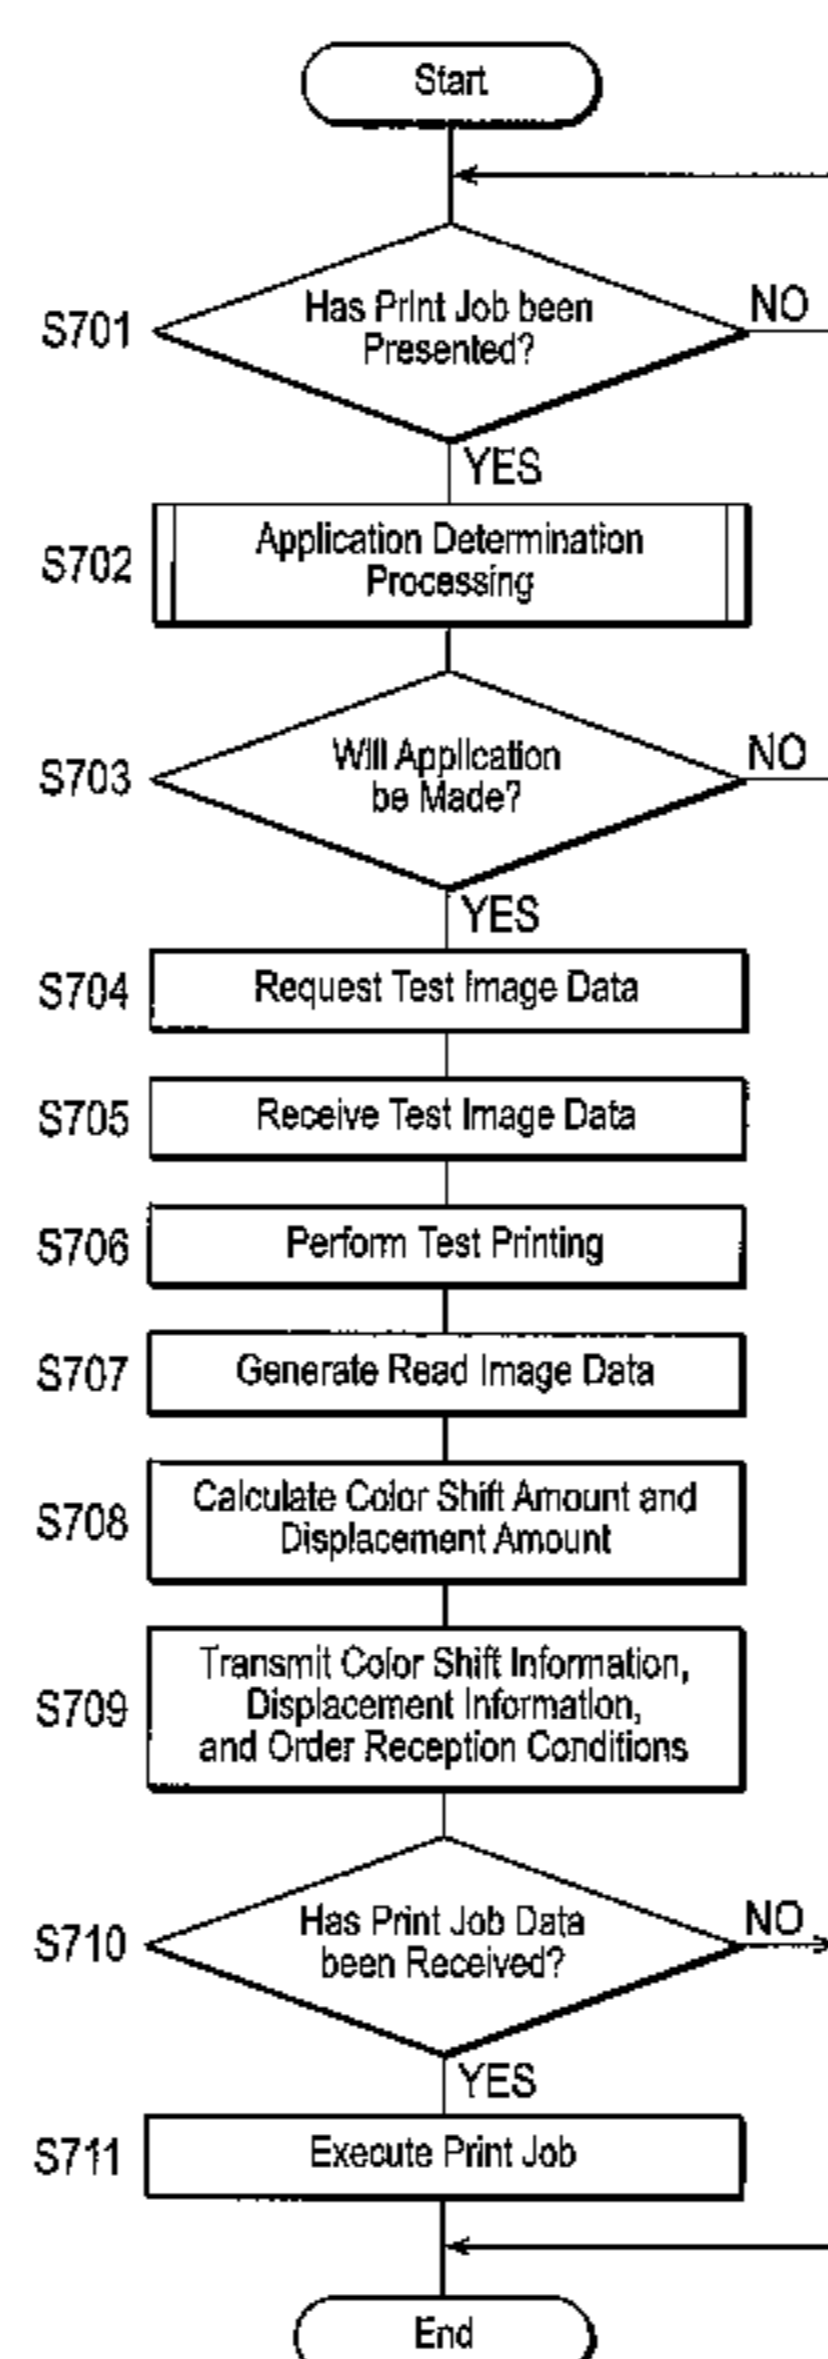 Start
S701
Has Print Job been
Presented?
NO
YES
S702
Application Determination
Processing
S703
Will Application
be Made?
NO
YES
S704
Request Test Image Data
S705
Receive Test Image Data
S706
Perform Test Printing
S707
Generate Read Image Data
S708
Calculate Color Shift Amount and
Displacement Amount
S709
Transmit Color Shift Information,
Displacement Information,
and Order Reception Conditions
S710
Has Print Job Data
been Received?
NO
YES
S711
Execute Print Job
End